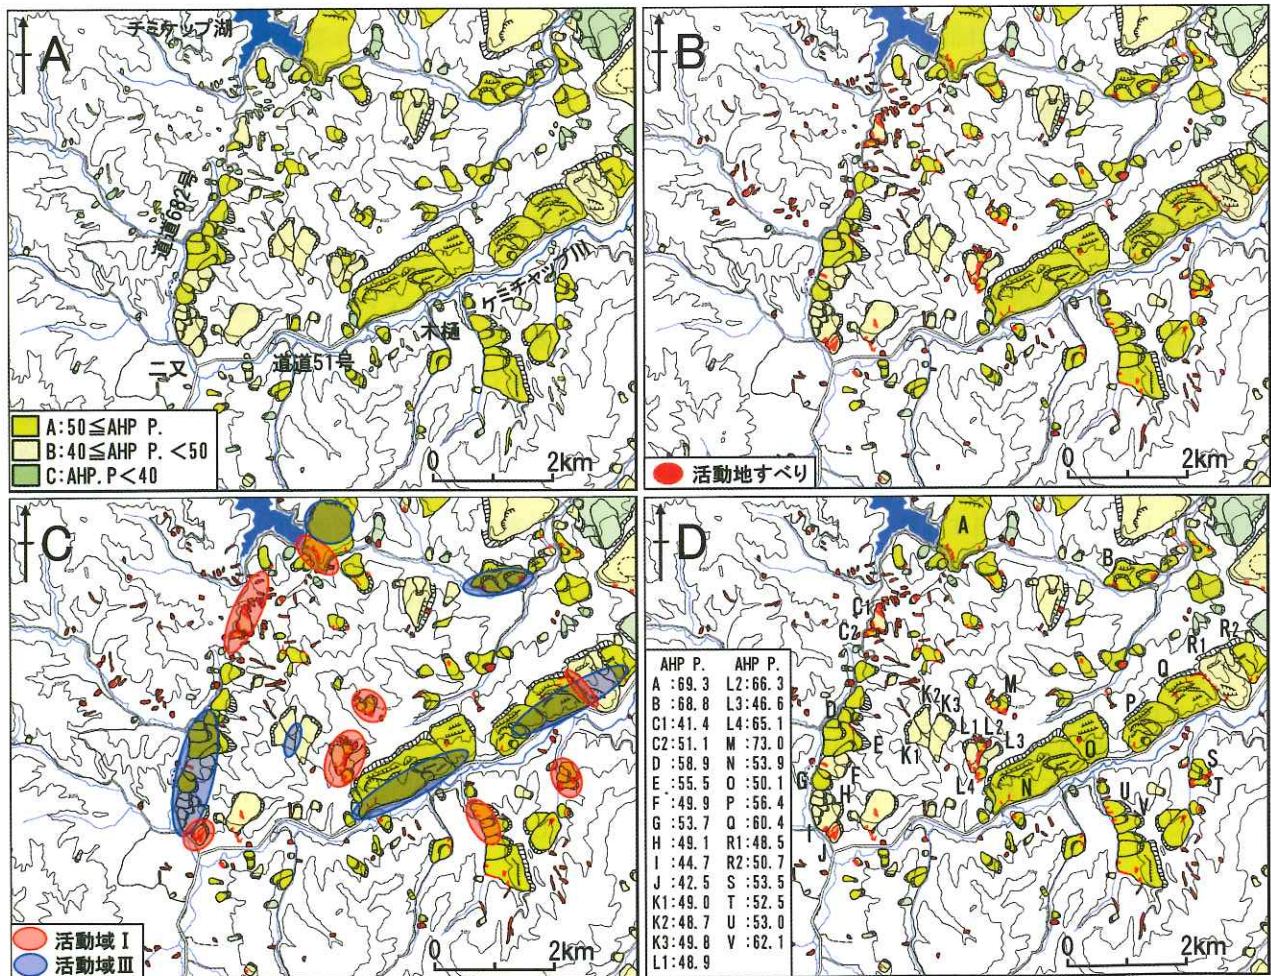 A
チミケップ湖
道道682号
ケミチャップ川
木樋
二又
道道51号
A:50≦AHP P.
B:40≦AHP P.<50
C:AHP.P<40
0 2km
B
活動地すべり
0 2km
C
活動域Ⅰ
活動域Ⅲ
0 2km
D
A
B
C1
C2
R2
R1
Q
M
K2
K3
P
D
L1 L2
L3
E
K1
O
S
G
F
L4
N
T
H
U
V
I
J
AHP P. AHP P.
A :69.3 L2:66.3
B :68.8 L3:46.6
C1:41.4 L4:65.1
C2:51.1 M :73.0
D :58.9 N :53.9
E :55.5 O :50.1
F :49.9 P :56.4
G :53.7 Q :60.4
H :49.1 R1:48.5
I :44.7 R2:50.7
J :42.5 S :53.5
K1:49.0 T :52.5
K2:48.7 U :53.0
K3:49.8 V :62.1
L1:48.9
0 2km